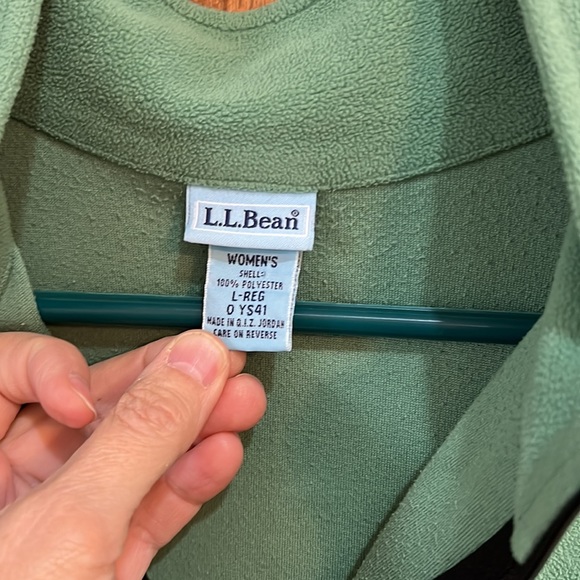 L.L.Bean®
WOMEN'S
SHELL:
100% POLYESTER
L-REG
0 YS41
MADE IN Q.I.Z. JORDAN
CARE ON REVERSE